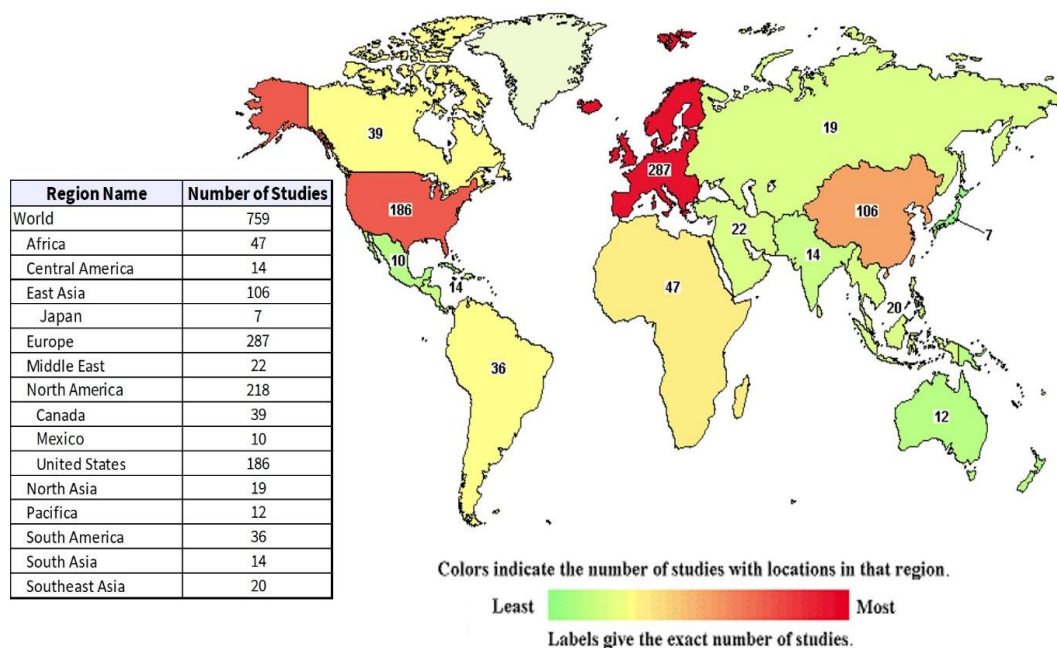 Region Name Number of Studies
World 759
Africa 47
Central America 14
East Asia 106
Japan 7
Europe 287
Middle East 22
North America 218
Canada 39
Mexico 10
United States 186
North Asia 19
Pacifica 12
South America 36
South Asia 14
Southeast Asia 20
39
19
287
186
106
22
7
10
14
14
47
20
36
12
Colors indicate the number of studies with locations in that region.
Least Most
Labels give the exact number of studies.